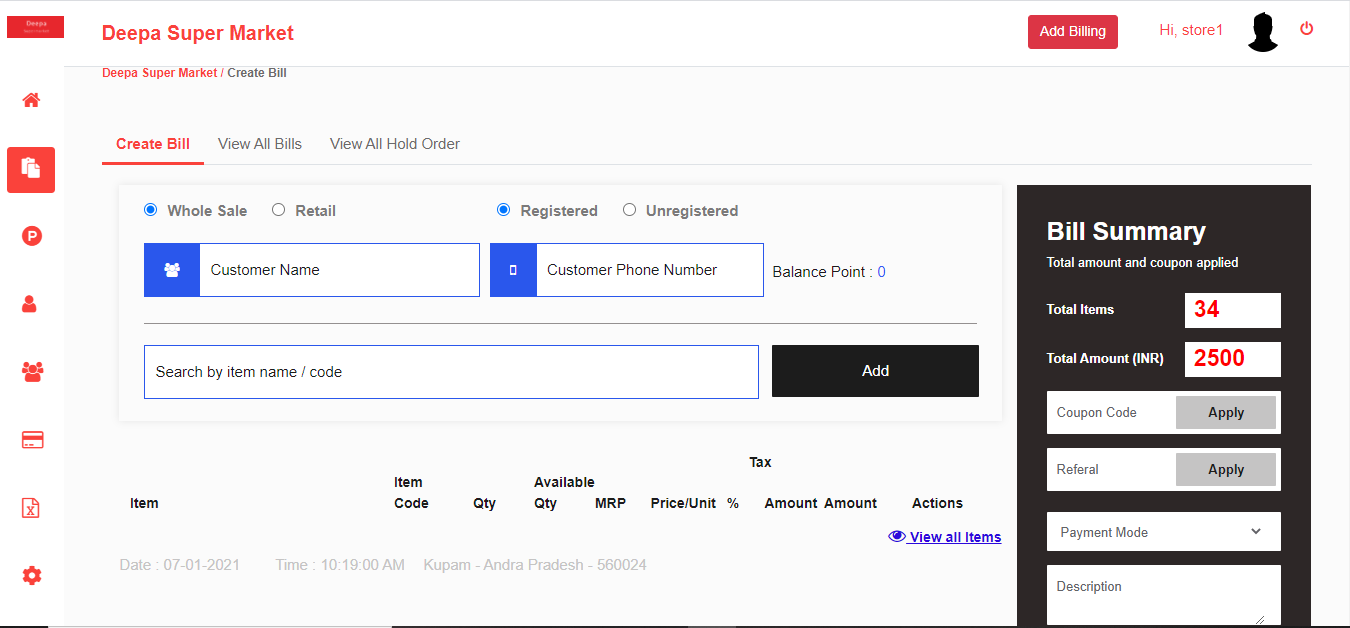 Deepa
Deepa Super Market
Add Billing
Hi, store1
Deepa Super Market / Create Bill
Create Bill
View All Bills
View All Hold Order
Whole Sale
Retail
Registered
Unregistered
Customer Name
Customer Phone Number
Balance Point : 0
Search by item name / code
Add
Bill Summary
Total amount and coupon applied
Total Items
34
Total Amount (INR)
2500
Coupon Code
Apply
Referal
Apply
Payment Mode
Description
Tax
Item
Item Code
Qty
Available Qty
MRP
Price/Unit
%
Amount
Amount
Actions
View all Items
Date : 07-01-2021
Time : 10:19:00 AM
Kupam - Andra Pradesh - 560024
P
X